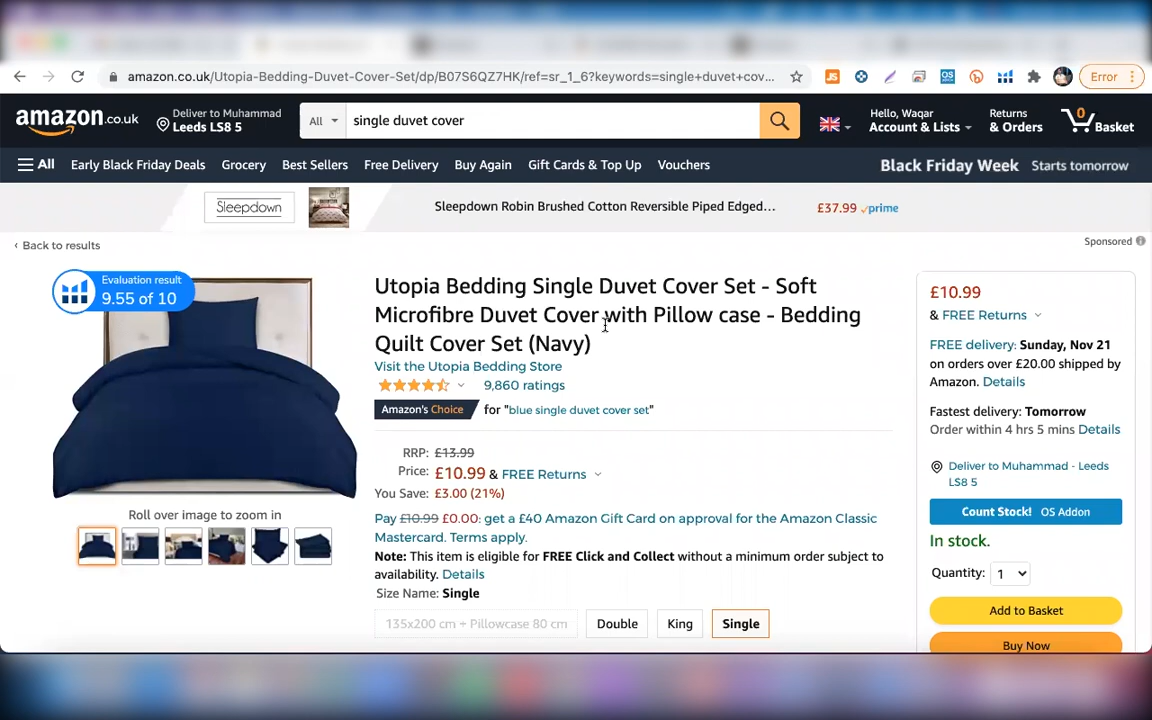 amazon.co.uk/Utopia-Bedding-Duvet-Cover-Set/dp/B07S6QZ7HK/ref=sr_1_6?keywords=single+duvet+cov...
JS
OS
Error
amazon.co.uk
Deliver to Muhammad
Leeds LS8 5
All
single duvet cover
Hello, Waqar
Account & Lists
Returns
& Orders
0
Basket
All
Early Black Friday Deals
Grocery
Best Sellers
Free Delivery
Buy Again
Gift Cards & Top Up
Vouchers
Black Friday Week Starts tomorrow
Sleepdown
Sleepdown Robin Brushed Cotton Reversible Piped Edged...
£37.99 prime
‹ Back to results
Sponsored
Evaluation result
9.55 of 10
Utopia Bedding Single Duvet Cover Set - Soft
Microfibre Duvet Cover with Pillow case - Bedding
Quilt Cover Set (Navy)
Visit the Utopia Bedding Store
9,860 ratings
Amazon's Choice for "blue single duvet cover set"
RRP: £13.99
Price: £10.99 & FREE Returns
You Save: £3.00 (21%)
Pay £10.99 £0.00: get a £40 Amazon Gift Card on approval for the Amazon Classic
Mastercard. Terms apply.
Note: This item is eligible for FREE Click and Collect without a minimum order subject to
availability. Details
Size Name: Single
135x200 cm + Pillowcase 80 cm
Double
King
Single
Roll over image to zoom in
£10.99
& FREE Returns
FREE delivery: Sunday, Nov 21
on orders over £20.00 shipped by
Amazon. Details
Fastest delivery: Tomorrow
Order within 4 hrs 5 mins Details
Deliver to Muhammad - Leeds
LS8 5
Count Stock! OS Addon
In stock.
Quantity: 1
Add to Basket
Buy Now